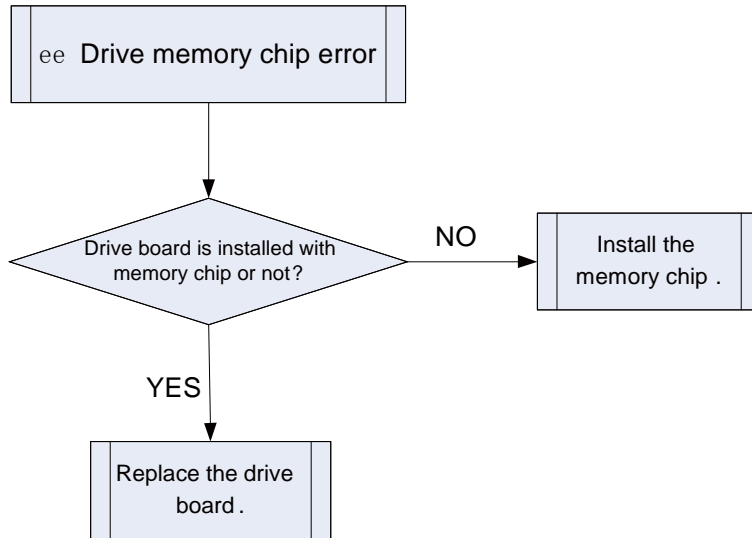 ee Drive memory chip error
Drive board is installed with
memory chip or not?
NO
Install the
memory chip .
YES
Replace the drive
board .